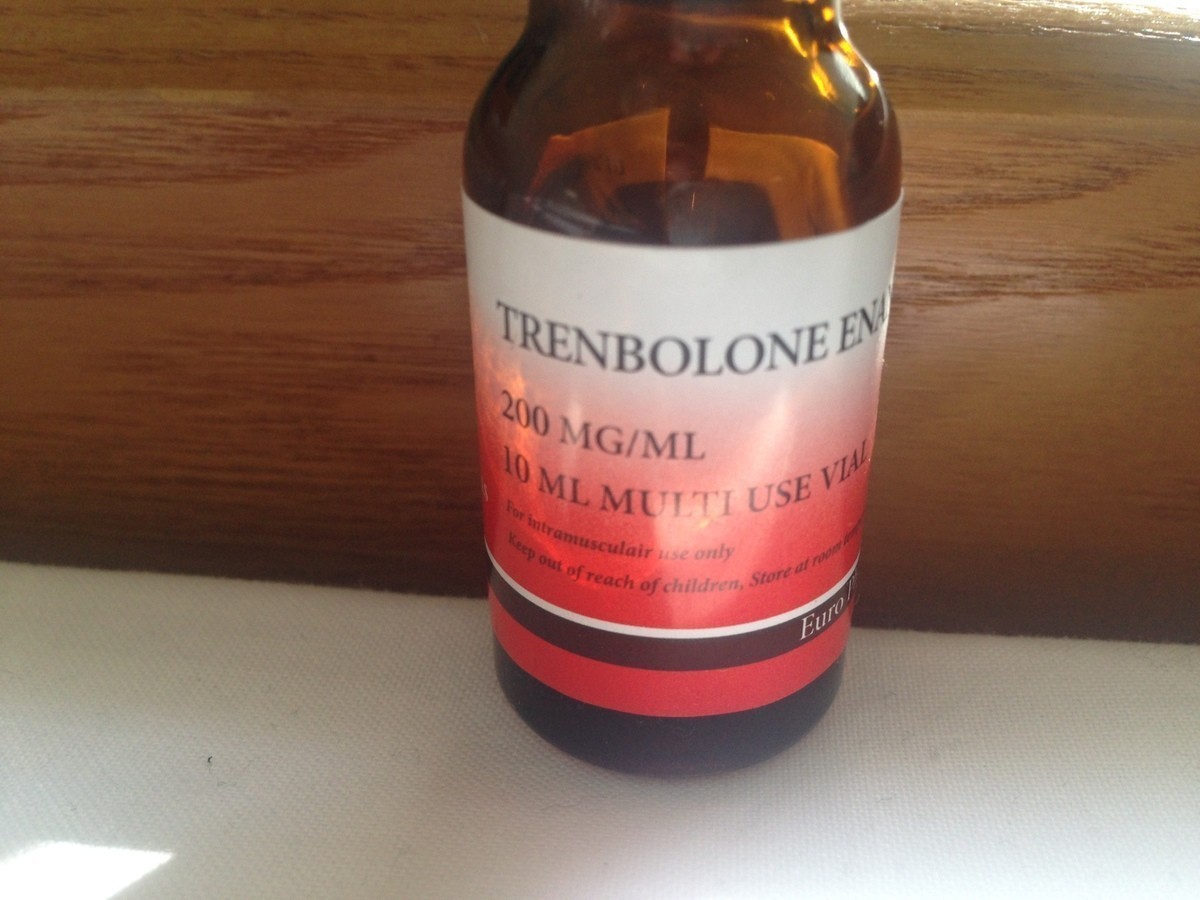 TRENBOLONE ENA
200 MG/ML
10 ML MULTI USE VIAL
For intramusculair use only
Keep out of reach of children, Store at room
Euro